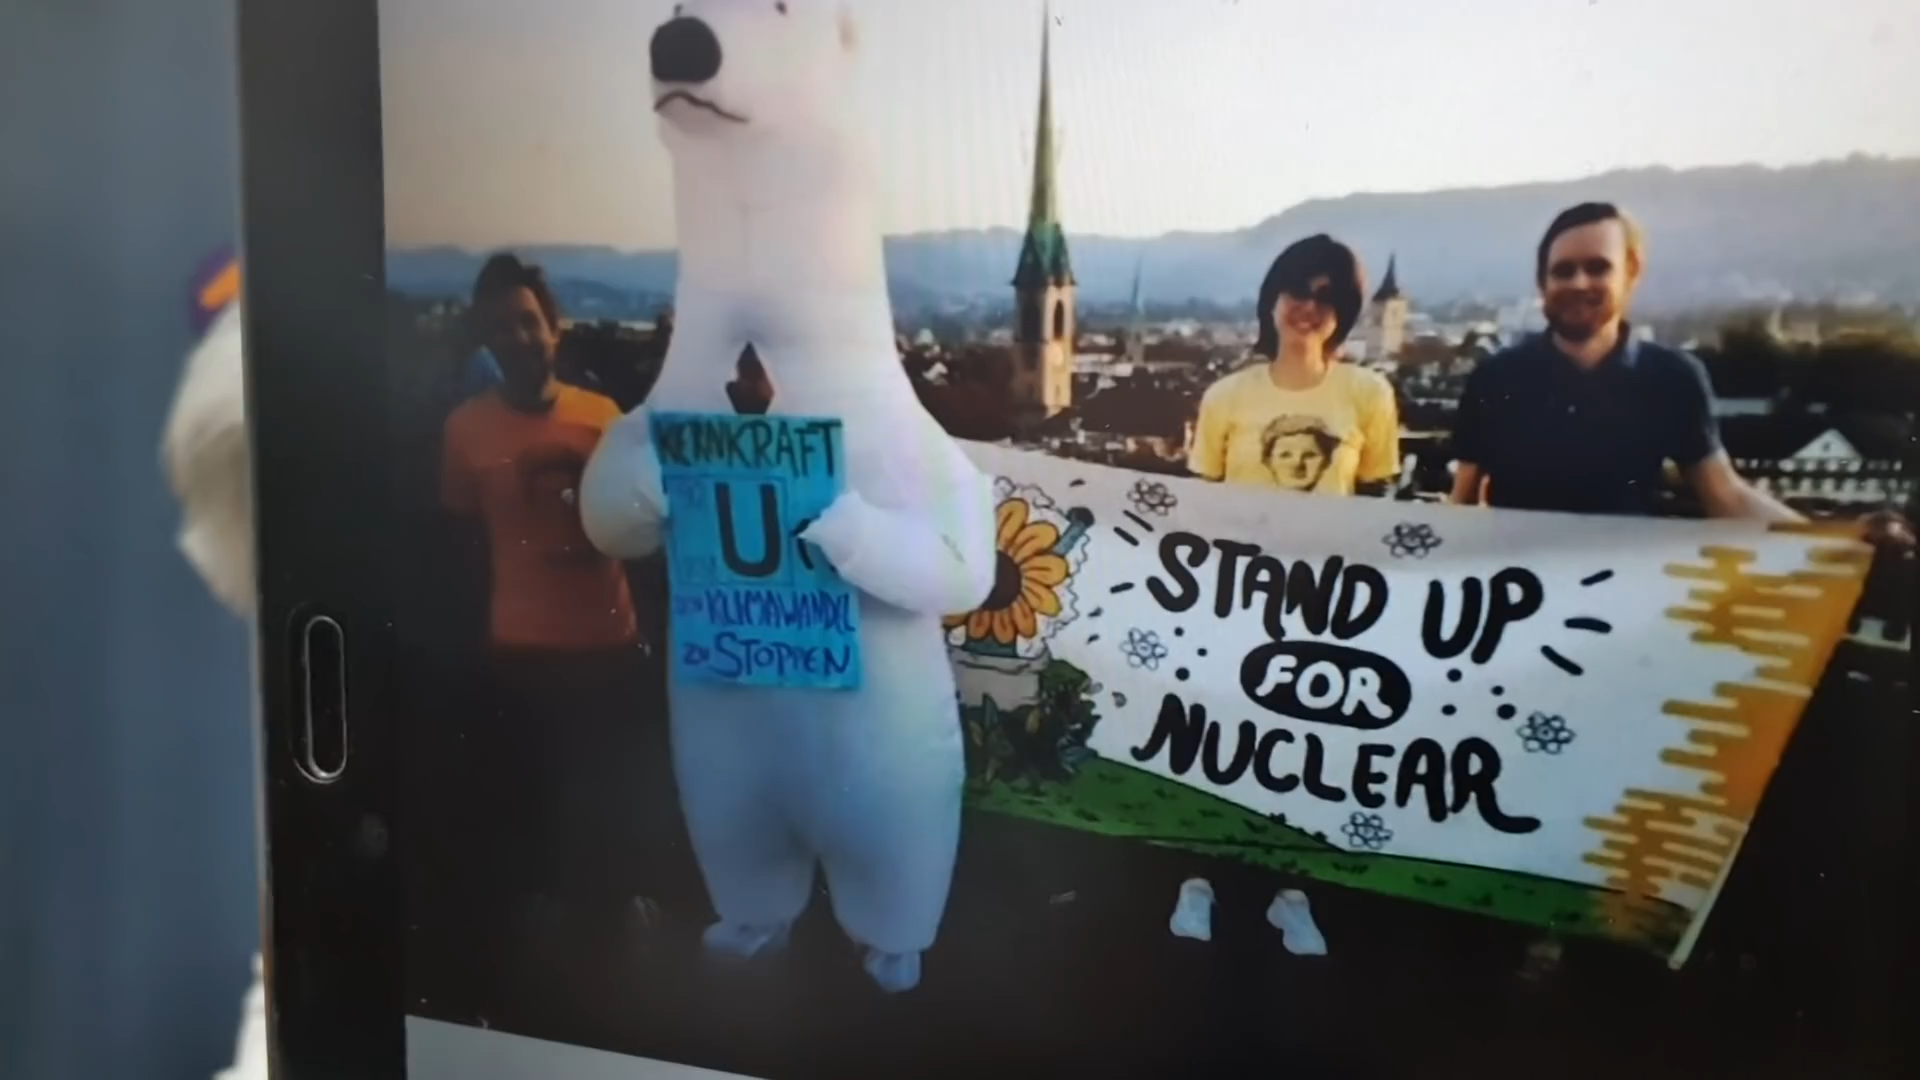 KERNKRAFT
U
KLIMAWANDEL
ZU STOPPEN
STAND UP
FOR
NUCLEAR